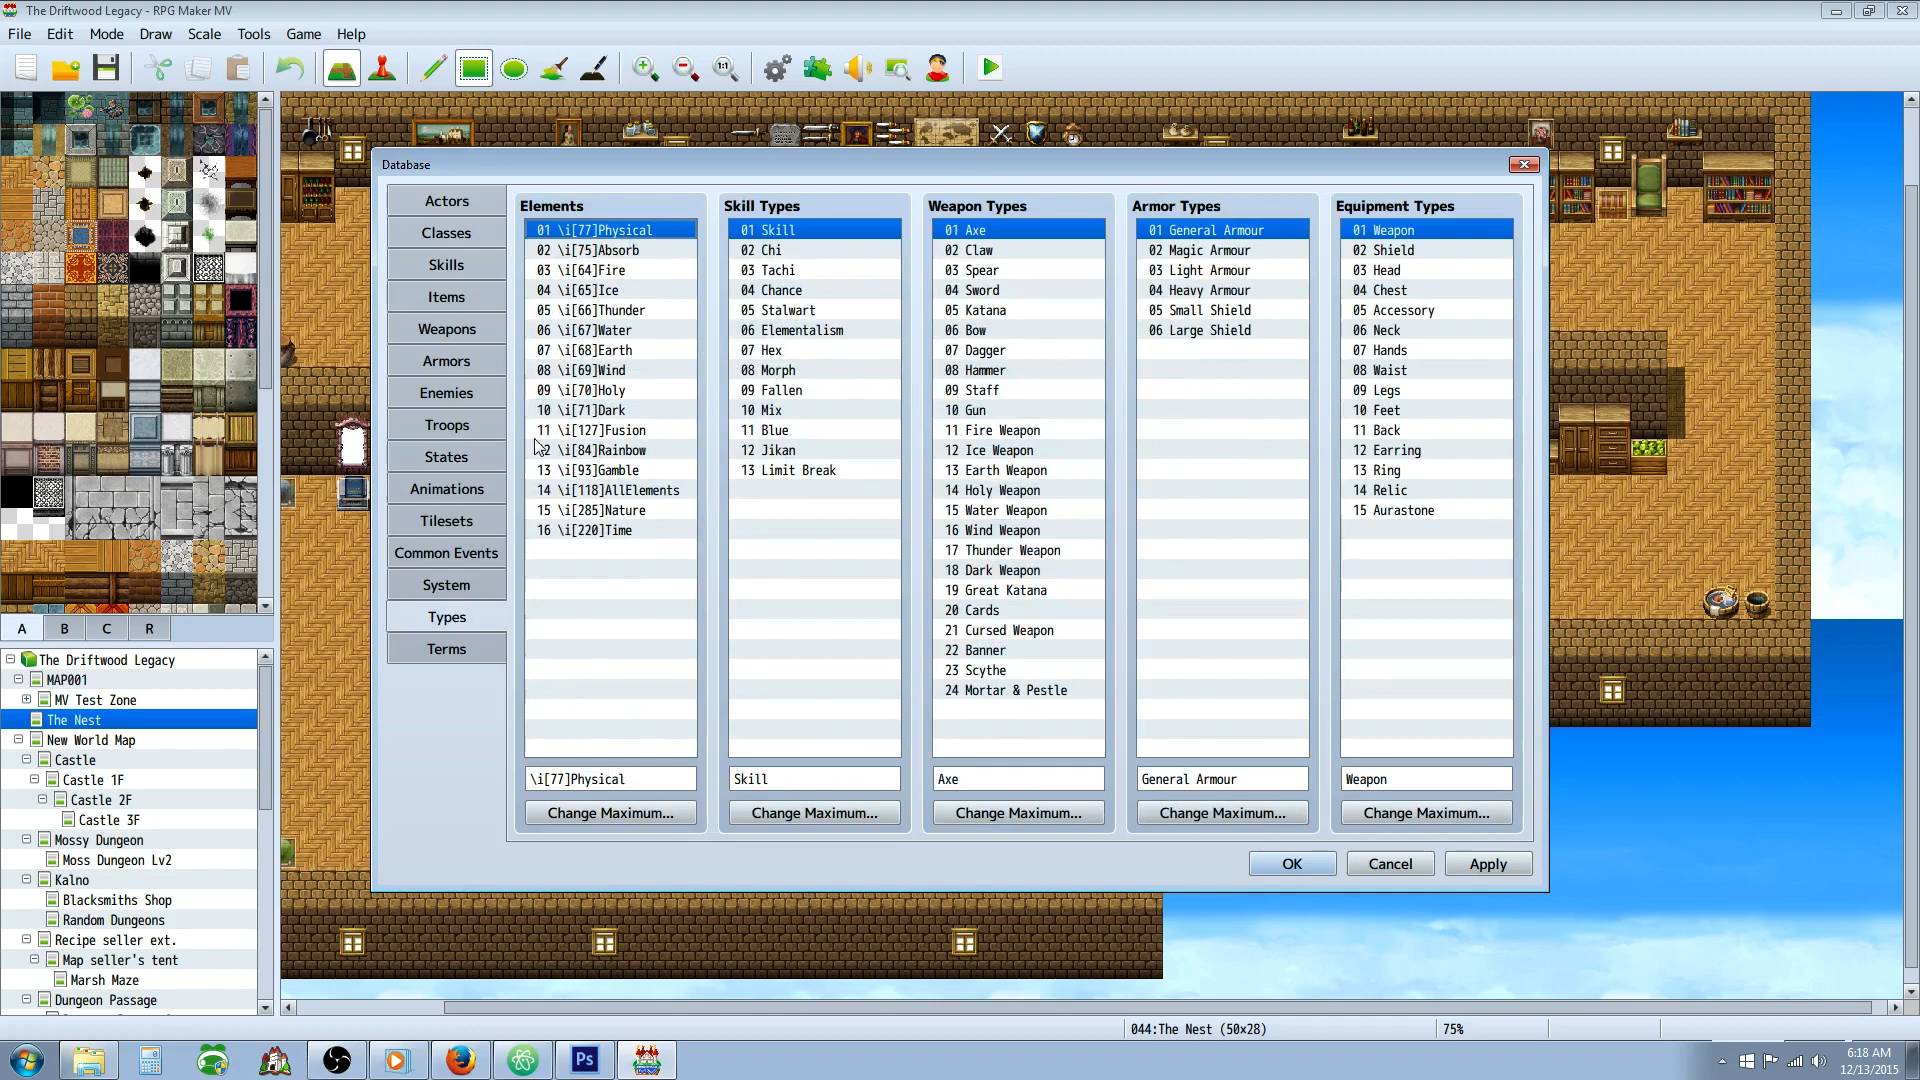 The Driftwood Legacy - RPG Maker MV
File Edit Mode Draw Scale Tools Game Help
1:1
Database
Actors
Classes
Skills
Items
Weapons
Armors
Enemies
Troops
States
Animations
Tilesets
Common Events
System
Types
Terms
Elements
01 \i[77]Physical
02 \i[75]Absorb
03 \i[64]Fire
04 \i[65]Ice
05 \i[66]Thunder
06 \i[67]Water
07 \i[68]Earth
08 \i[69]Wind
09 \i[70]Holy
10 \i[71]Dark
11 \i[127]Fusion
2 \i[84]Rainbow
13 \i[93]Gamble
14 \i[118]AllElements
15 \i[285]Nature
16 \i[220]Time
\i[77]Physical
Change Maximum...
Skill Types
01 Skill
02 Chi
03 Tachi
04 Chance
05 Stalwart
06 Elementalism
07 Hex
08 Morph
09 Fallen
10 Mix
11 Blue
12 Jikan
13 Limit Break
Skill
Change Maximum...
Weapon Types
01 Axe
02 Claw
03 Spear
04 Sword
05 Katana
06 Bow
07 Dagger
08 Hammer
09 Staff
10 Gun
11 Fire Weapon
12 Ice Weapon
13 Earth Weapon
14 Holy Weapon
15 Water Weapon
16 Wind Weapon
17 Thunder Weapon
18 Dark Weapon
19 Great Katana
20 Cards
21 Cursed Weapon
22 Banner
23 Scythe
24 Mortar & Pestle
Axe
Change Maximum...
Armor Types
01 General Armour
02 Magic Armour
03 Light Armour
04 Heavy Armour
05 Small Shield
06 Large Shield
General Armour
Change Maximum...
Equipment Types
01 Weapon
02 Shield
03 Head
04 Chest
05 Accessory
06 Neck
07 Hands
08 Waist
09 Legs
10 Feet
11 Back
12 Earring
13 Ring
14 Relic
15 Aurastone
Weapon
Change Maximum...
OK Cancel Apply
A B C R
The Driftwood Legacy
MAP001
MV Test Zone
The Nest
New World Map
Castle
Castle 1F
Castle 2F
Castle 3F
Mossy Dungeon
Moss Dungeon Lv2
Kalno
Blacksmiths Shop
Random Dungeons
Recipe seller ext.
Map seller's tent
Marsh Maze
Dungeon Passage
044:The Nest (50x28) 75%
Ps
6:18 AM
12/13/2015